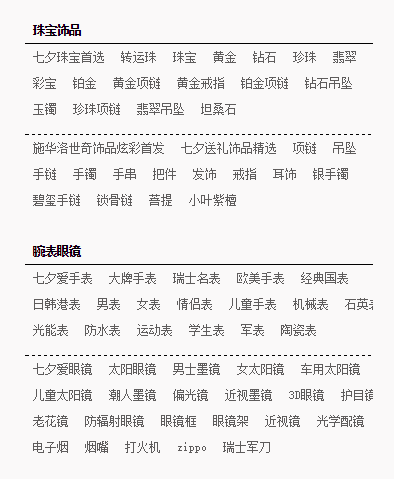 珠宝饰品
七夕珠宝首选 转运珠 珠宝 黄金 钻石 珍珠 翡翠
彩宝 铂金 黄金项链 黄金戒指 铂金项链 钻石吊坠
玉镯 珍珠项链 翡翠吊坠 坦桑石
施华洛世奇饰品炫彩首发 七夕送礼饰品精选 项链 吊坠
手链 手镯 手串 把件 发饰 戒指 耳饰 银手镯
碧玺手链 锁骨链 菩提 小叶紫檀
腕表眼镜
七夕爱手表 大牌手表 瑞士名表 欧美手表 经典国表
日韩港表 男表 女表 情侣表 儿童手表 机械表 石英表
光能表 防水表 运动表 学生表 军表 陶瓷表
七夕爱眼镜 太阳眼镜 男士墨镜 女太阳镜 车用太阳镜
儿童太阳镜 潮人墨镜 偏光镜 近视墨镜 3D眼镜 护目镜
老花镜 防辐射眼镜 眼镜框 眼镜架 近视镜 光学配镜
电子烟 烟嘴 打火机 zippo 瑞士军刀